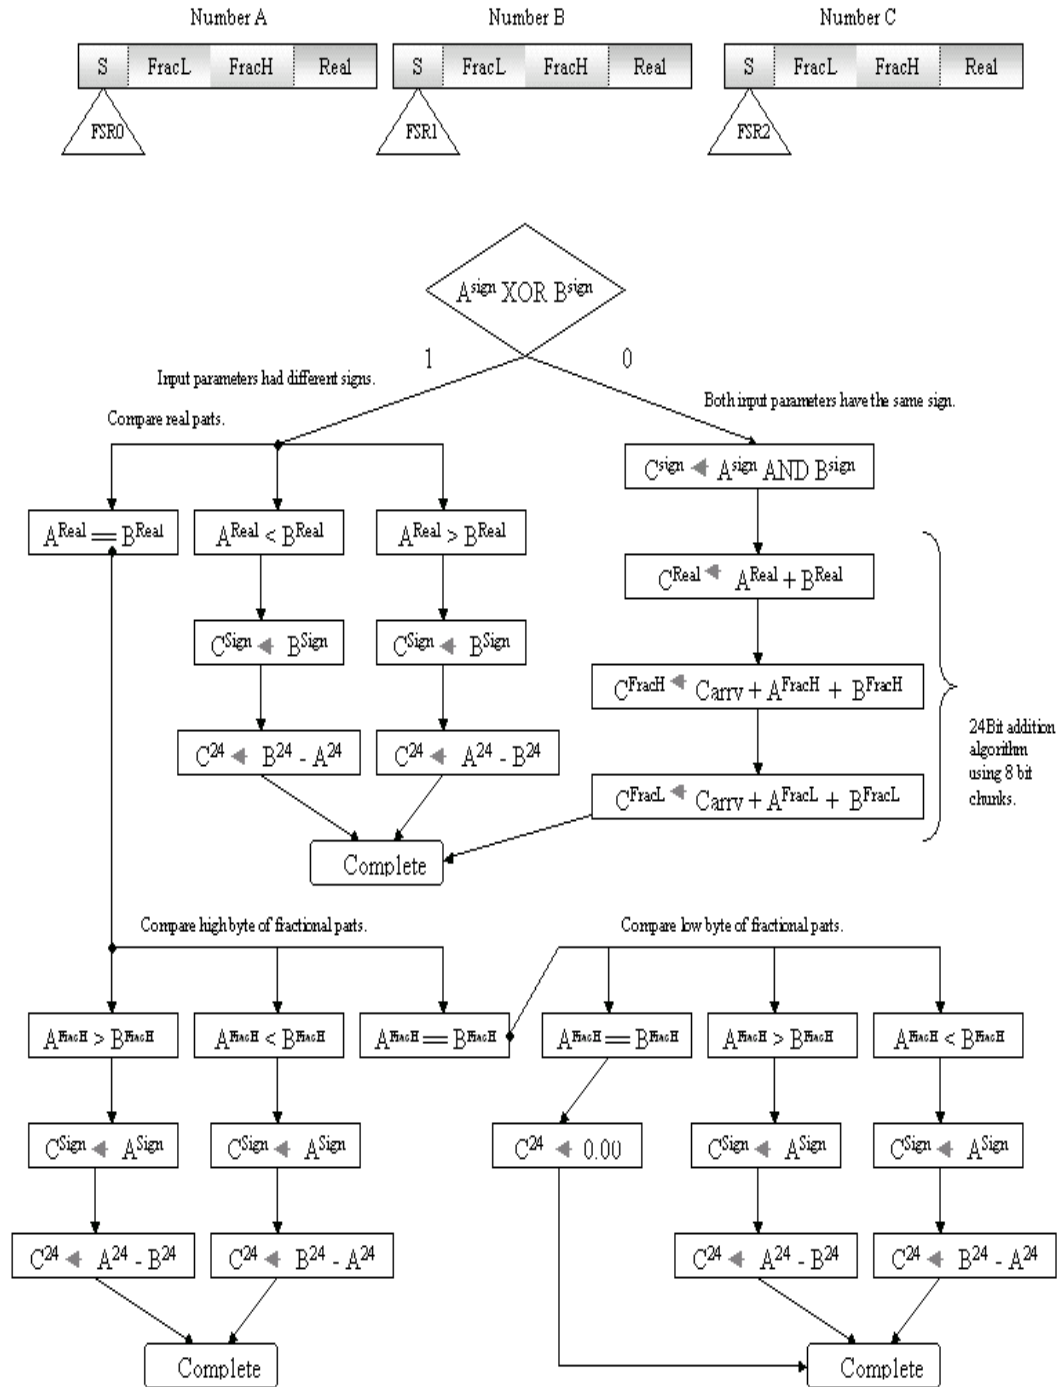 Number A
Number B
Number C
S FracL FracH Real
S FracL FracH Real
S FracL FracH Real
FSR0
FSR1
FSR2
A^sign XOR B^sign
1
0
Input parameters had different signs.
Both input parameters have the same sign.
Compare real parts.
C^sign ← A^sign AND B^sign
A^Real == B^Real
A^Real < B^Real
A^Real > B^Real
C^Real ← A^Real + B^Real
C^Sign ← B^Sign
C^Sign ← B^Sign
C^FracH ← Carry + A^FracH + B^FracH
24 Bit addition
algorithm
using 8 bit
chunks.
C^24 ← B^24 - A^24
C^24 ← A^24 - B^24
C^FracL ← Carry + A^FracL + B^FracL
Complete
Compare high byte of fractional parts.
Compare low byte of fractional parts.
A^FracH > B^FracH
A^FracH < B^FracH
A^FracH == B^FracH
A^FracH == B^FracH
A^FracH > B^FracH
A^FracH < B^FracH
C^Sign ← A^Sign
C^Sign ← A^Sign
C^24 ← 0.00
C^Sign ← A^Sign
C^Sign ← A^Sign
C^24 ← A^24 - B^24
C^24 ← B^24 - A^24
C^24 ← A^24 - B^24
C^24 ← B^24 - A^24
Complete
Complete